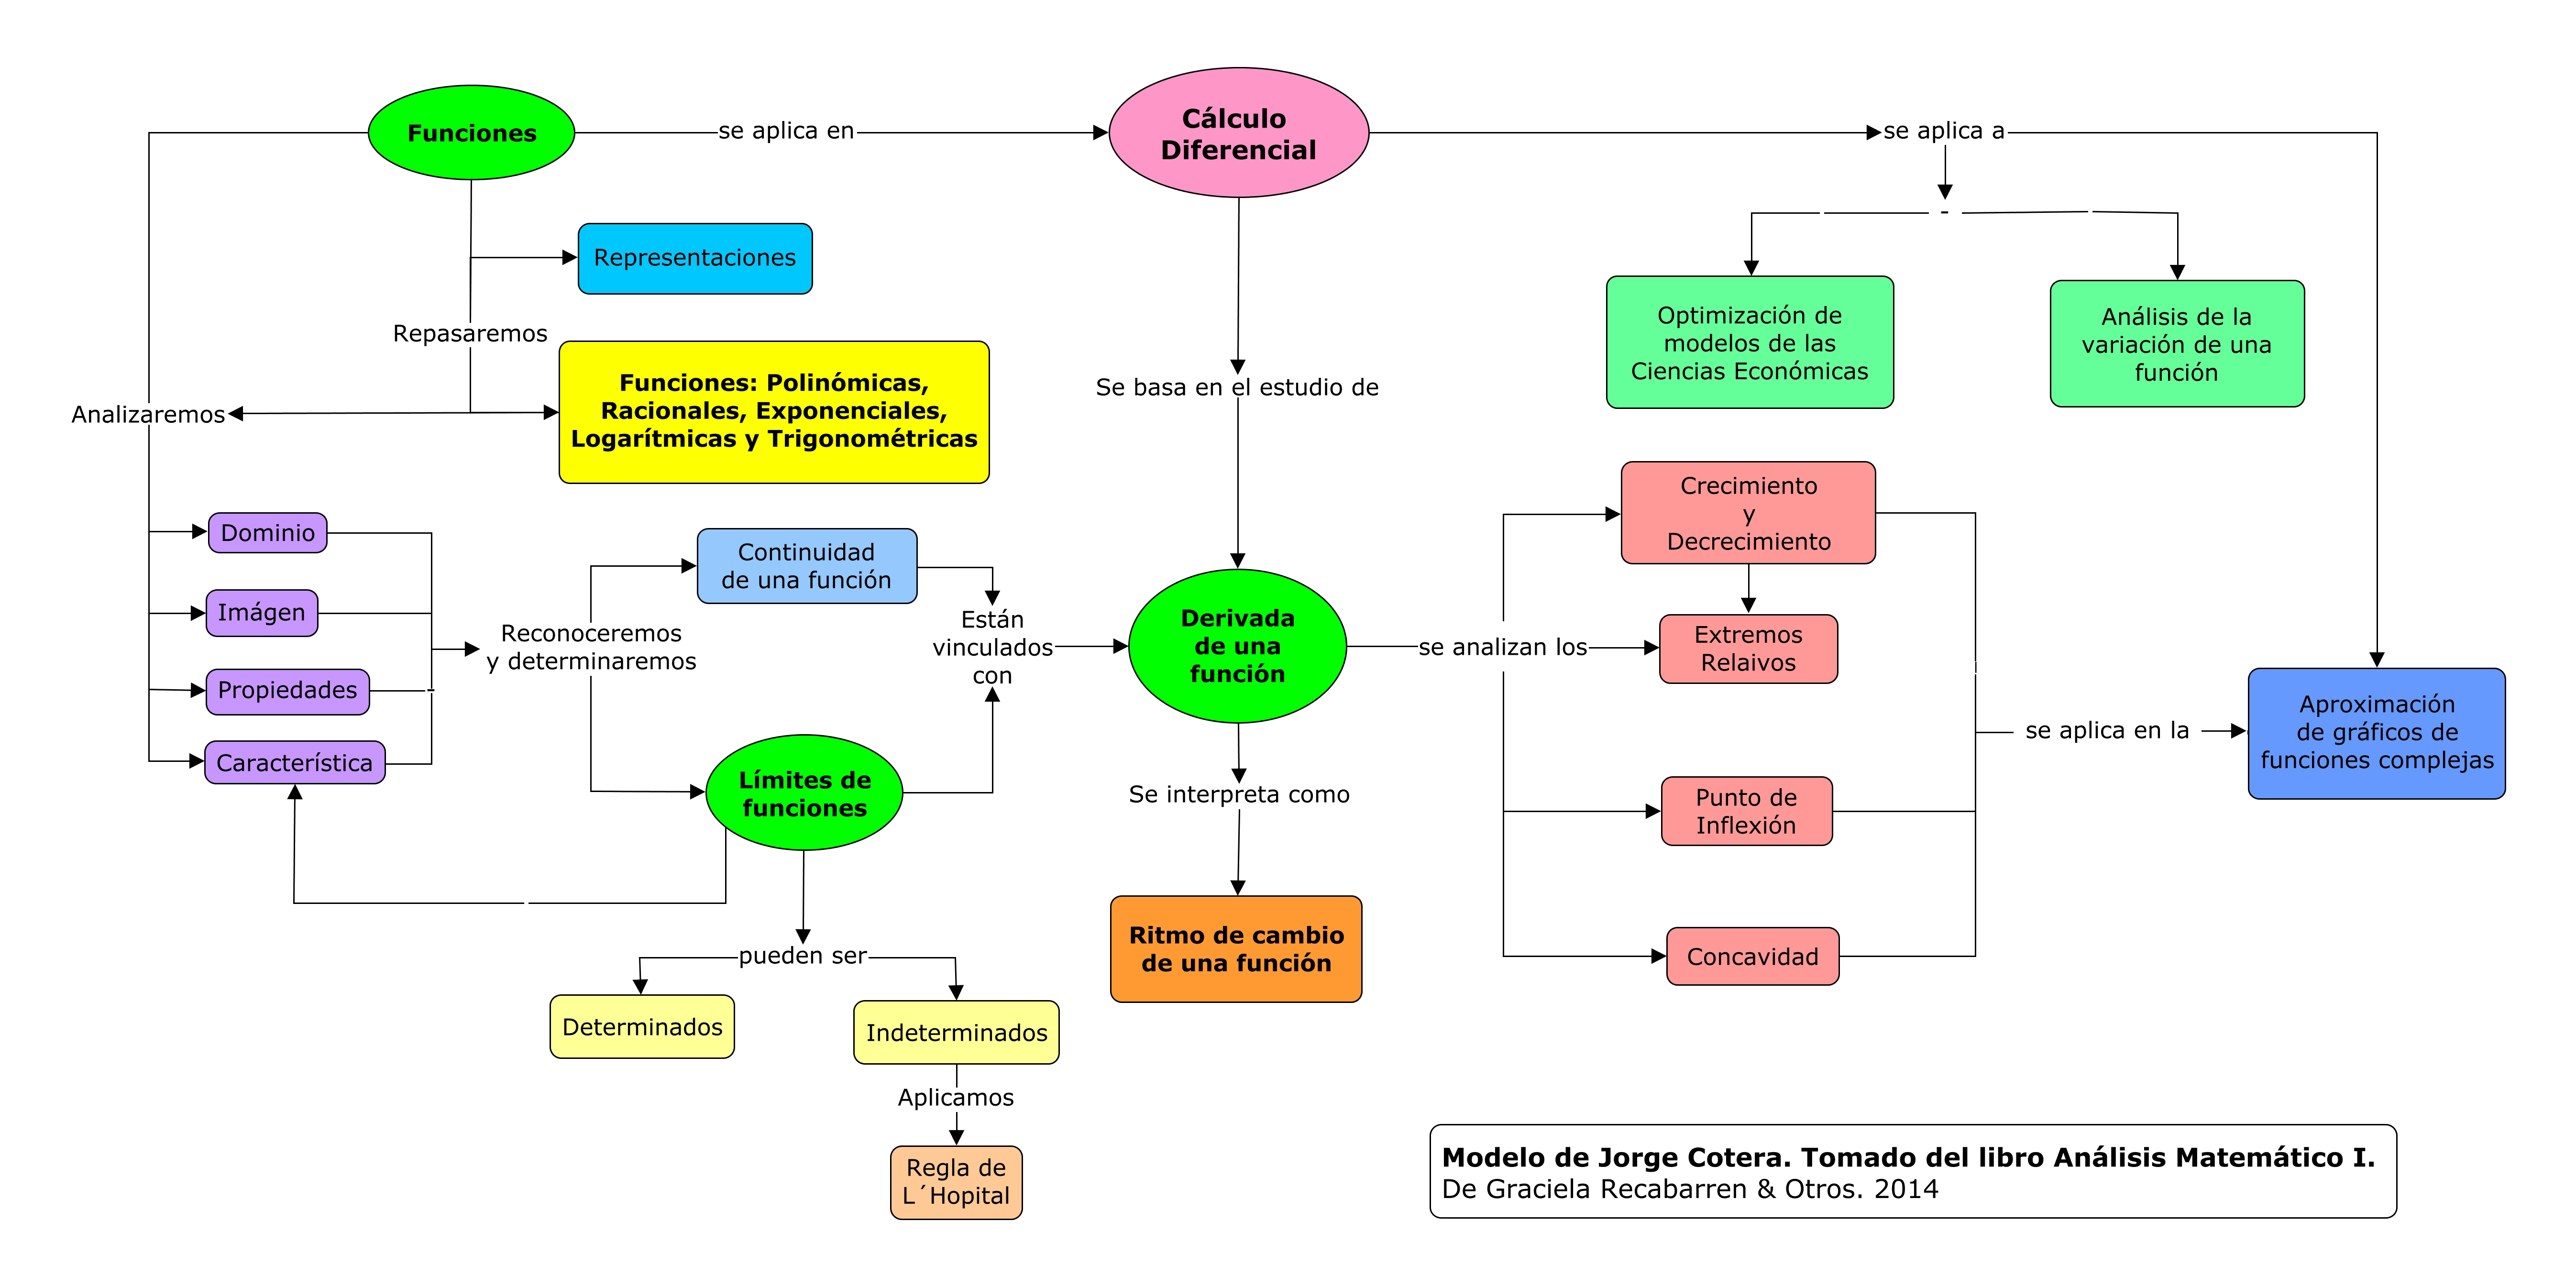 Funciones
se aplica en
Cálculo
Diferencial
se aplica a
Representaciones
Repasaremos
Funciones: Polinómicas,
Racionales, Exponenciales,
Logarítmicas y Trigonométricas
Analizaremos
Se basa en el estudio de
Optimización de
modelos de las
Ciencias Económicas
Análisis de la
variación de una
función
Dominio
Imágen
Propiedades
Característica
Reconoceremos
y determinaremos
Continuidad
de una función
Límites de
funciones
Están
vinculados
con
Derivada
de una
función
se analizan los
Crecimiento
y
Decrecimiento
Extremos
Relaivos
Punto de
Inflexión
Concavidad
se aplica en la
Aproximación
de gráficos de
funciones complejas
Se interpreta como
Ritmo de cambio
de una función
pueden ser
Determinados
Indeterminados
Aplicamos
Regla de
L´Hopital
Modelo de Jorge Cotera. Tomado del libro Análisis Matemático I.
De Graciela Recabarren & Otros. 2014